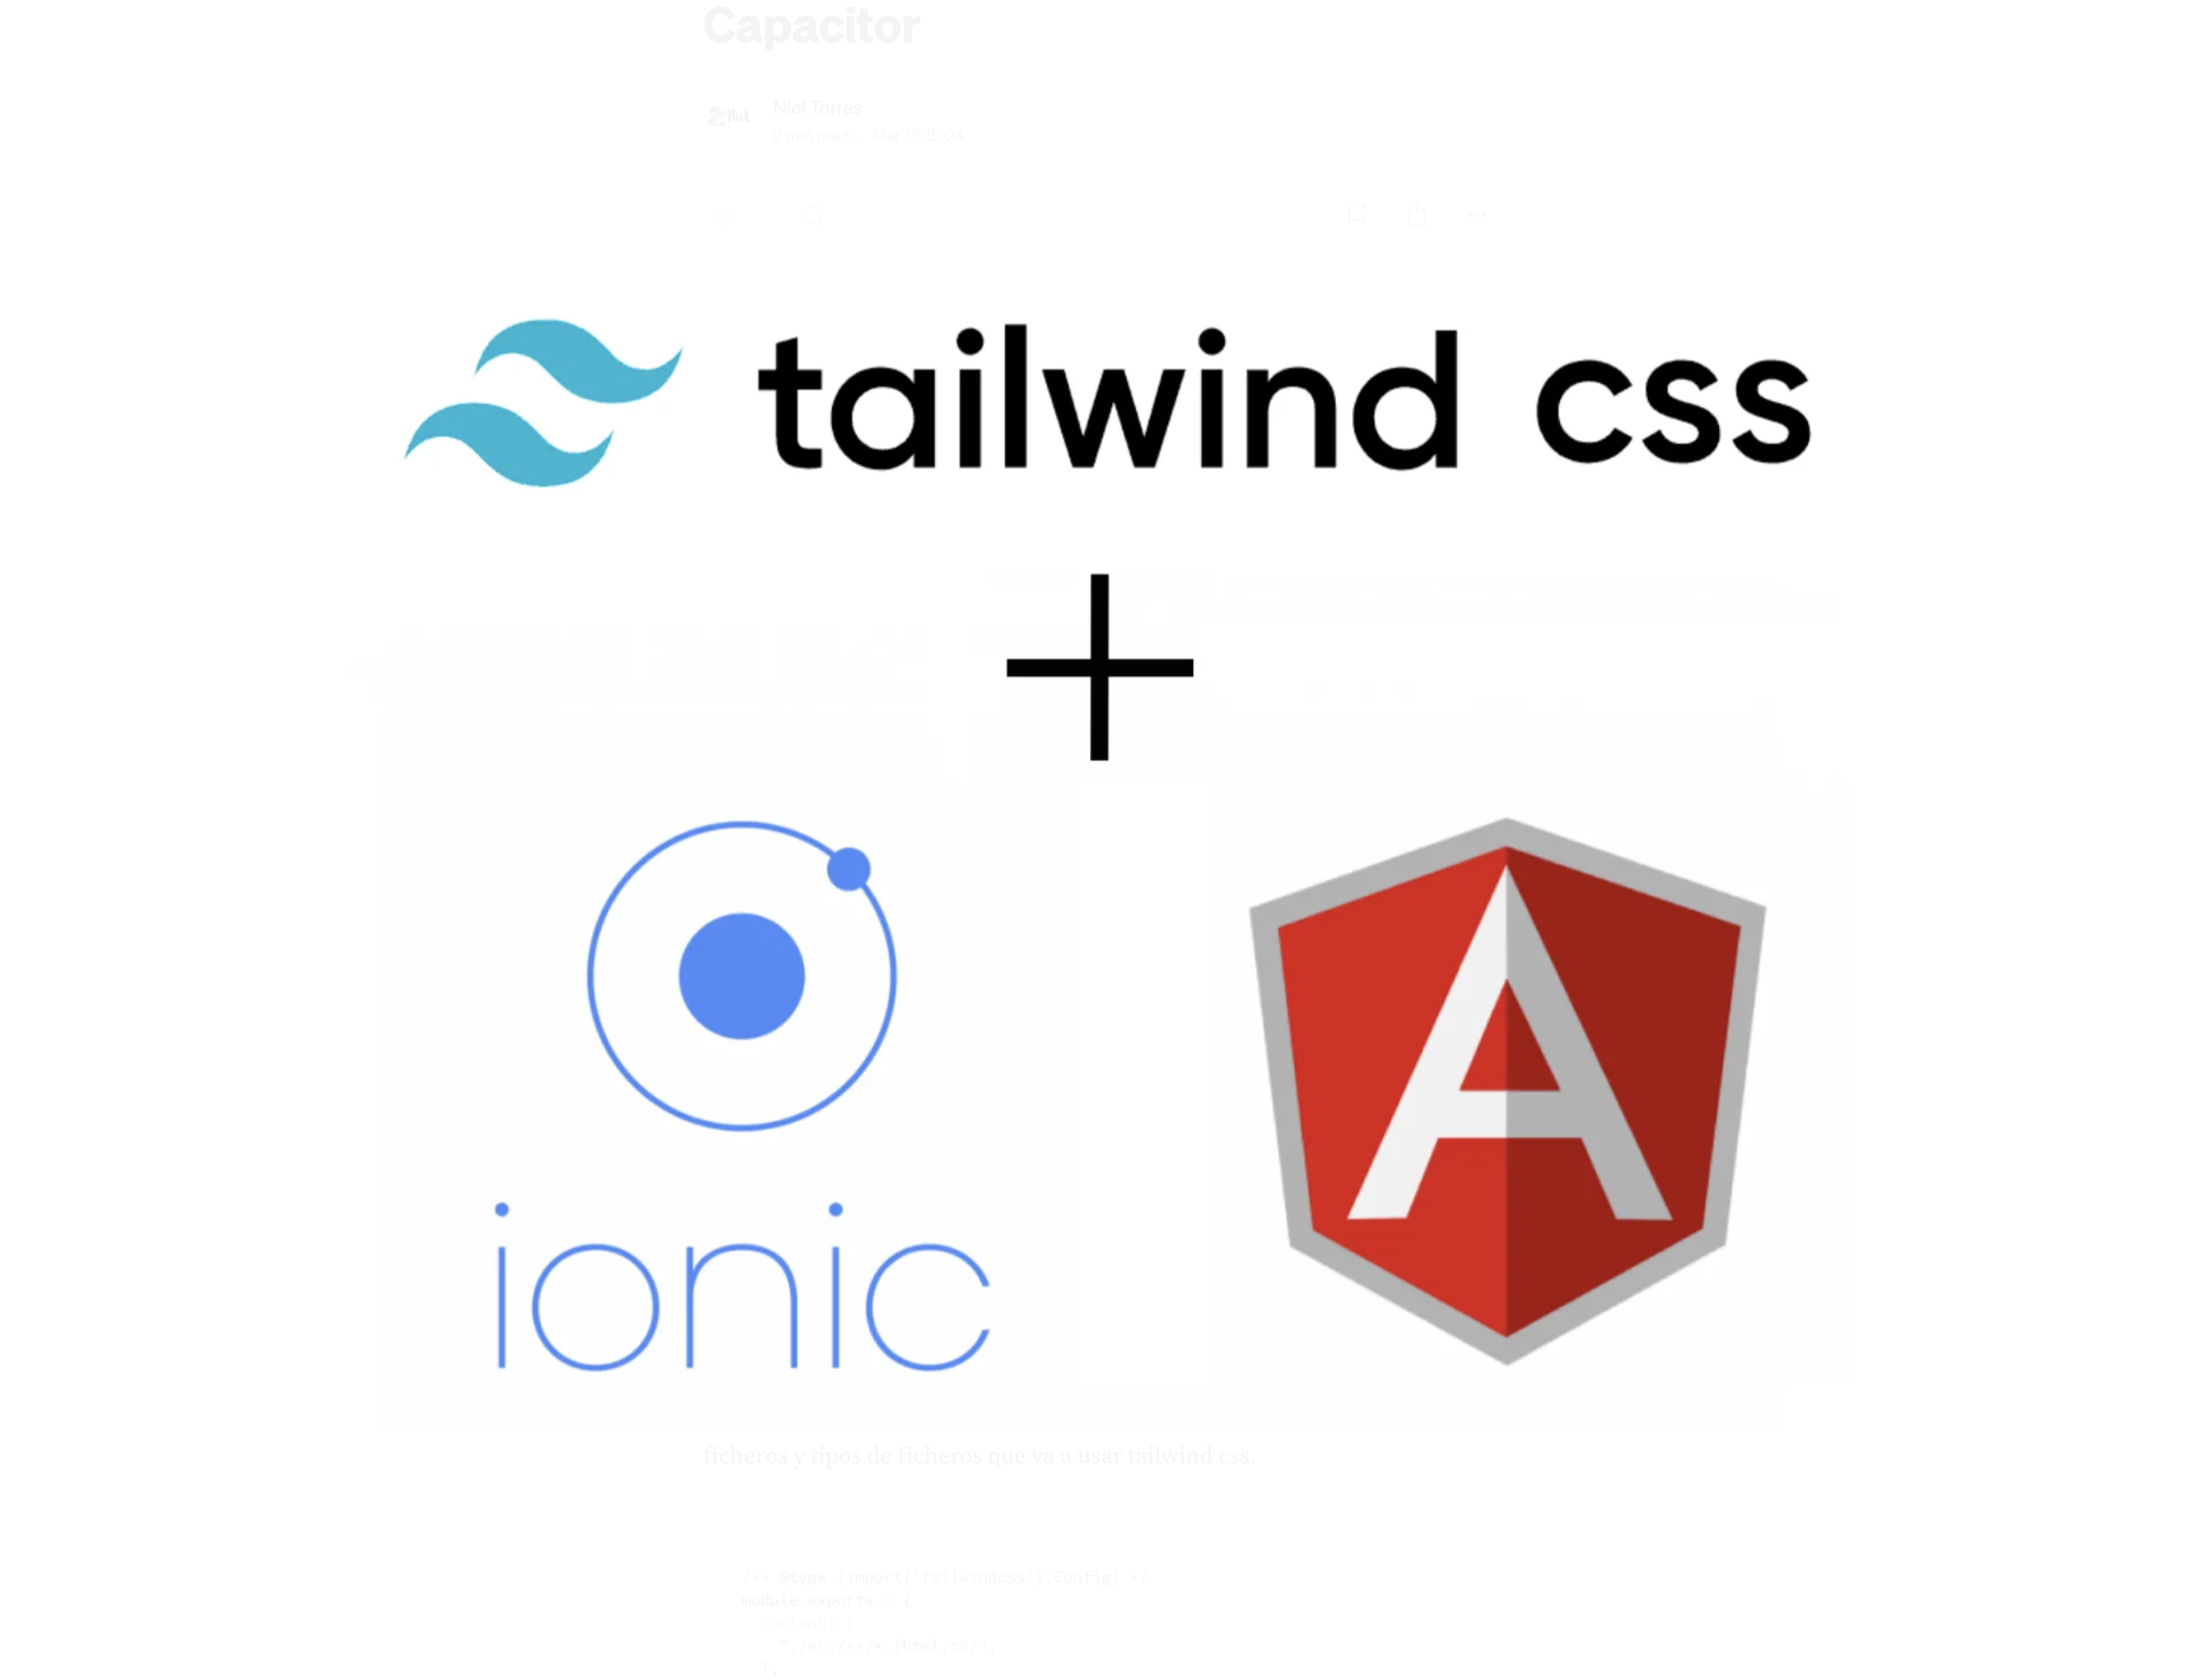 Capacitor
Niel Torres
2 min read · Mar 16, 2024
tailwind css
ionic
A
ficheros y tipos de ficheros que va a usar tailwind css.
/** @type {import('tailwindcss').Config} */
module.exports = {
content: [
"./src/**/*.{html,ts}",
],